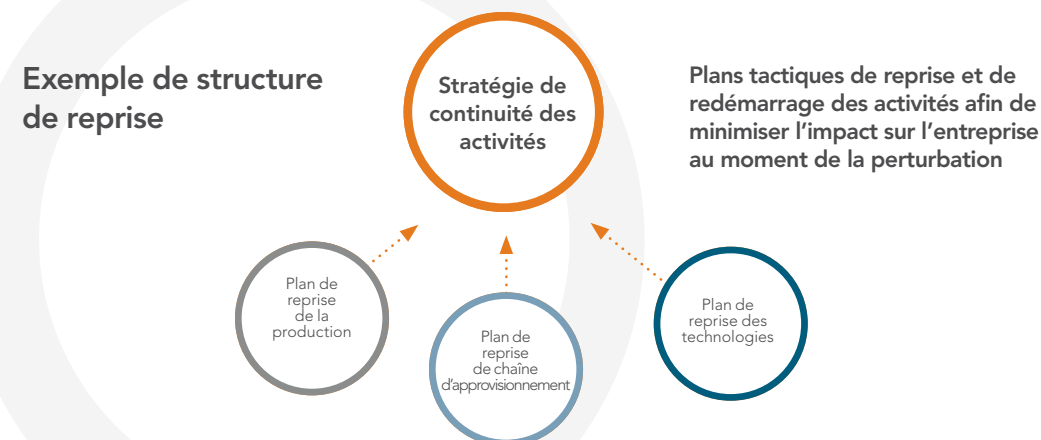 Exemple de structure
de reprise
Stratégie de
continuité des
activités
Plans tactiques de reprise et de
redémarrage des activités afin de
minimiser l’impact sur l’entreprise
au moment de la perturbation
Plan de
reprise
de la
production
Plan de
reprise
de chaîne
d’approvisionnement
Plan de
reprise des
technologies